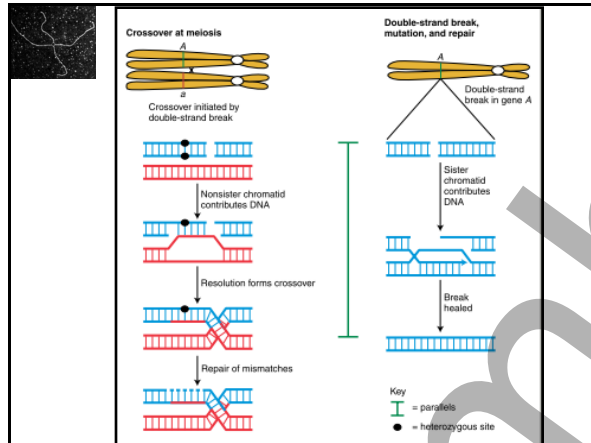 Crossover at meiosis
A
a
Crossover initiated by
double-strand break
Nonsister chromatid
contributes DNA
Resolution forms crossover
Repair of mismatches
Double-strand break,
mutation, and repair
A
Double-strand
break in gene A
Sister
chromatid
contributes
DNA
Break
healed
Key
= parallels
= heterozygous site